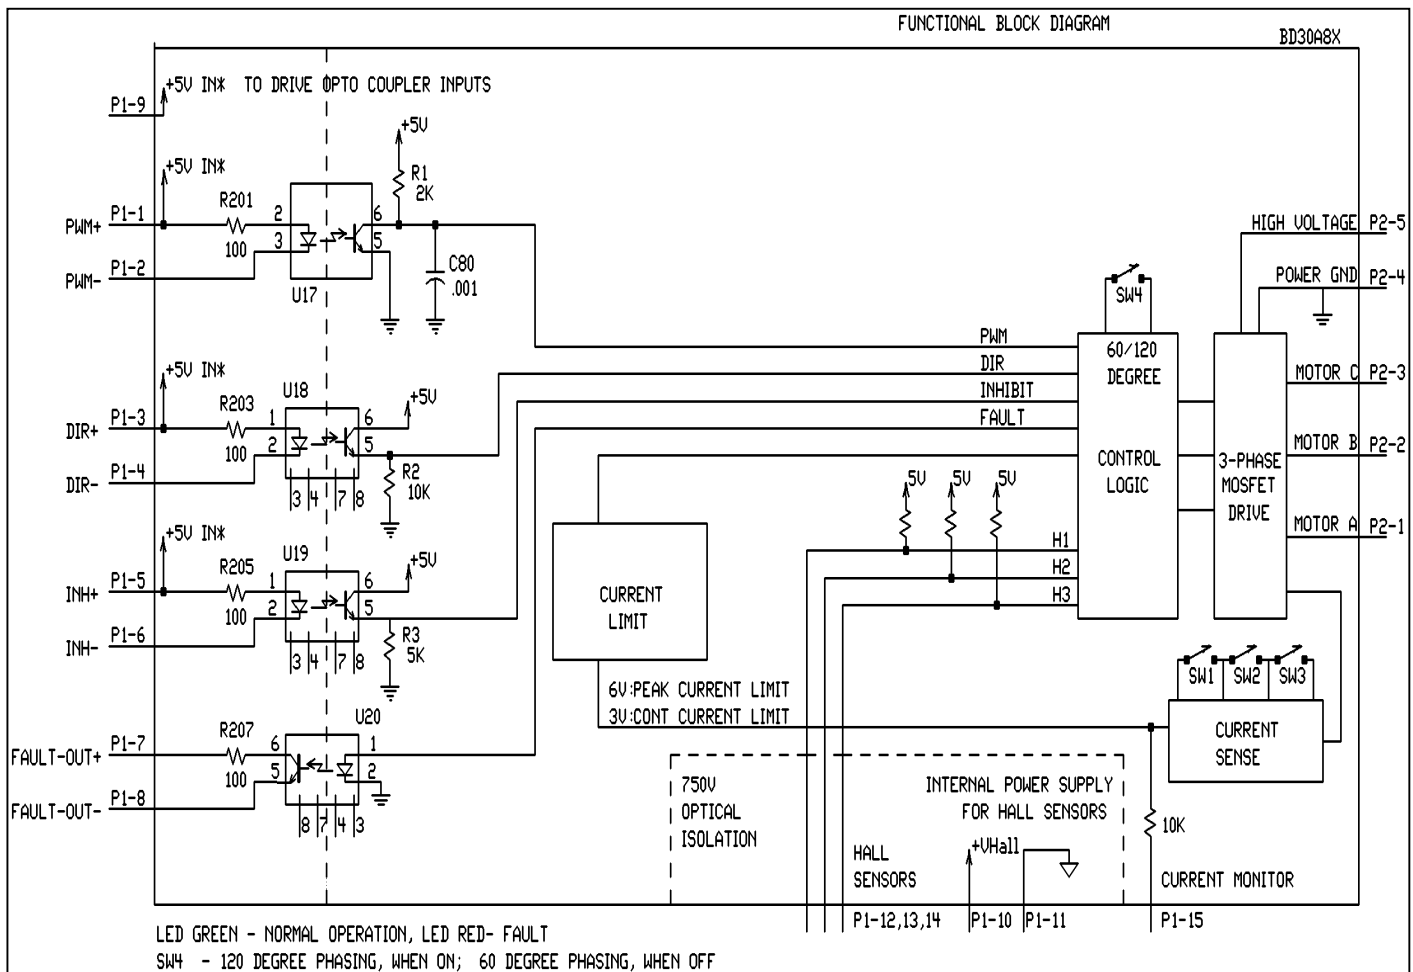 FUNCTIONAL BLOCK DIAGRAM
BD30A8X
+5V IN* TO DRIVE OPTO COUPLER INPUTS
P1-9
+5V
+5V IN*
R1
2K
R201
P1-1
PWM+
2
6
3
5
100
P1-2
PWM-
C80
.001
U17
HIGH VOLTAGE P2-5
POWER GND P2-4
SW4
PWM
60/120
DEGREE
DIR
INHIBIT
FAULT
MOTOR C P2-3
+5V IN*
U18
+5V
R203
P1-3
DIR+
1
6
2
5
100
P1-4
DIR-
R2
10K
3 4 7 8
CONTROL
LOGIC
3-PHASE
MOSFET
DRIVE
MOTOR B P2-2
5V 5V 5V
MOTOR A P2-1
+5V IN*
U19
+5V
H1
H2
H3
R205
P1-5
INH+
1
6
2
5
100
P1-6
INH-
R3
5K
3 4 7 8
CURRENT
LIMIT
SW1 SW2 SW3
6V:PEAK CURRENT LIMIT
3V:CONT CURRENT LIMIT
U20
R207
P1-7
FAULT-OUT+
6
1
5
2
100
P1-8
FAULT-OUT-
8 7 4 3
CURRENT
SENSE
750V
OPTICAL
ISOLATION
INTERNAL POWER SUPPLY
FOR HALL SENSORS
10K
+VHall
HALL
SENSORS
CURRENT MONITOR
P1-12,13,14 P1-10 P1-11 P1-15
LED GREEN - NORMAL OPERATION, LED RED- FAULT
SW4 - 120 DEGREE PHASING, WHEN ON; 60 DEGREE PHASING, WHEN OFF